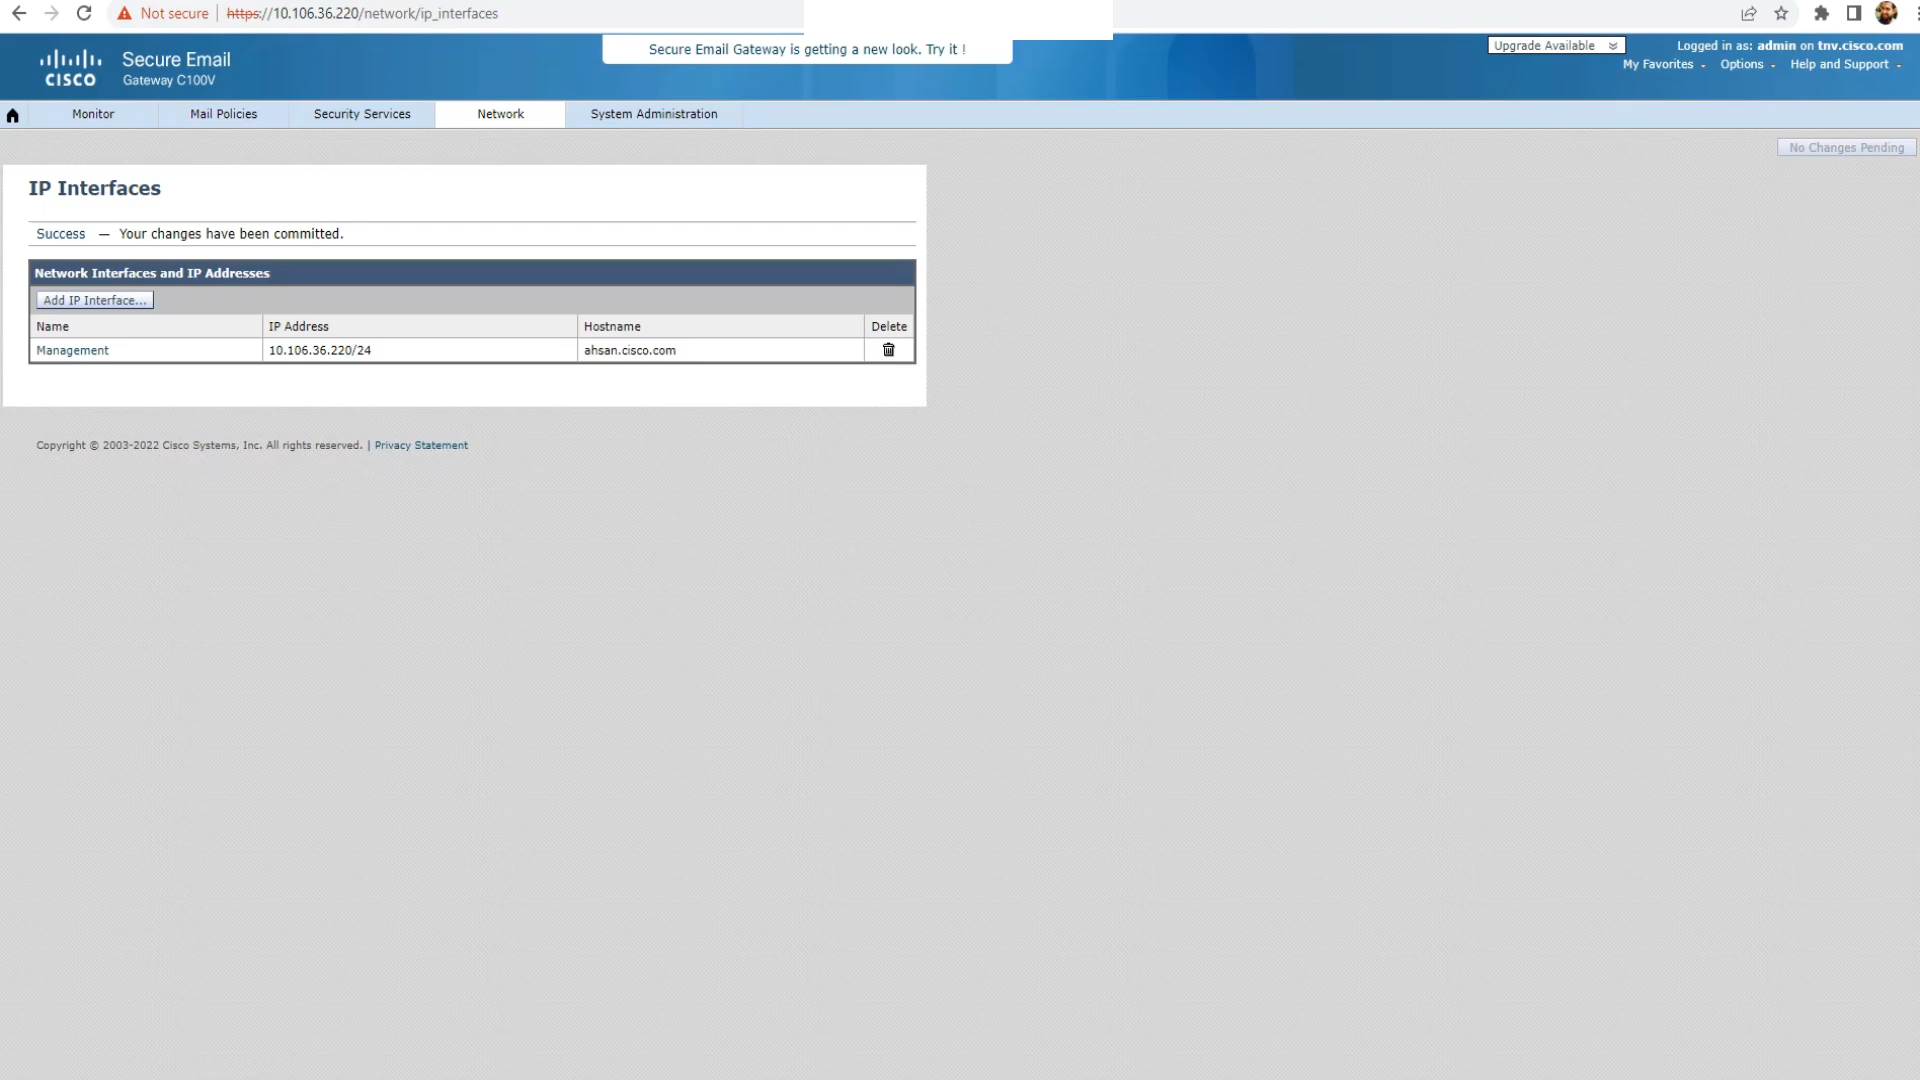 Not secure | https://10.106.36.220/network/ip_interfaces
Secure Email Gateway is getting a new look. Try it !
Upgrade Available
Logged in as: admin on tnv.cisco.com
My Favorites Options Help and Support
CISCO
Secure Email
Gateway C100V
Monitor Mail Policies Security Services Network System Administration
No Changes Pending
IP Interfaces
Success — Your changes have been committed.
Network Interfaces and IP Addresses
Add IP Interface...
Name IP Address Hostname Delete
Management 10.106.36.220/24 ahsan.cisco.com
Copyright © 2003-2022 Cisco Systems, Inc. All rights reserved. | Privacy Statement